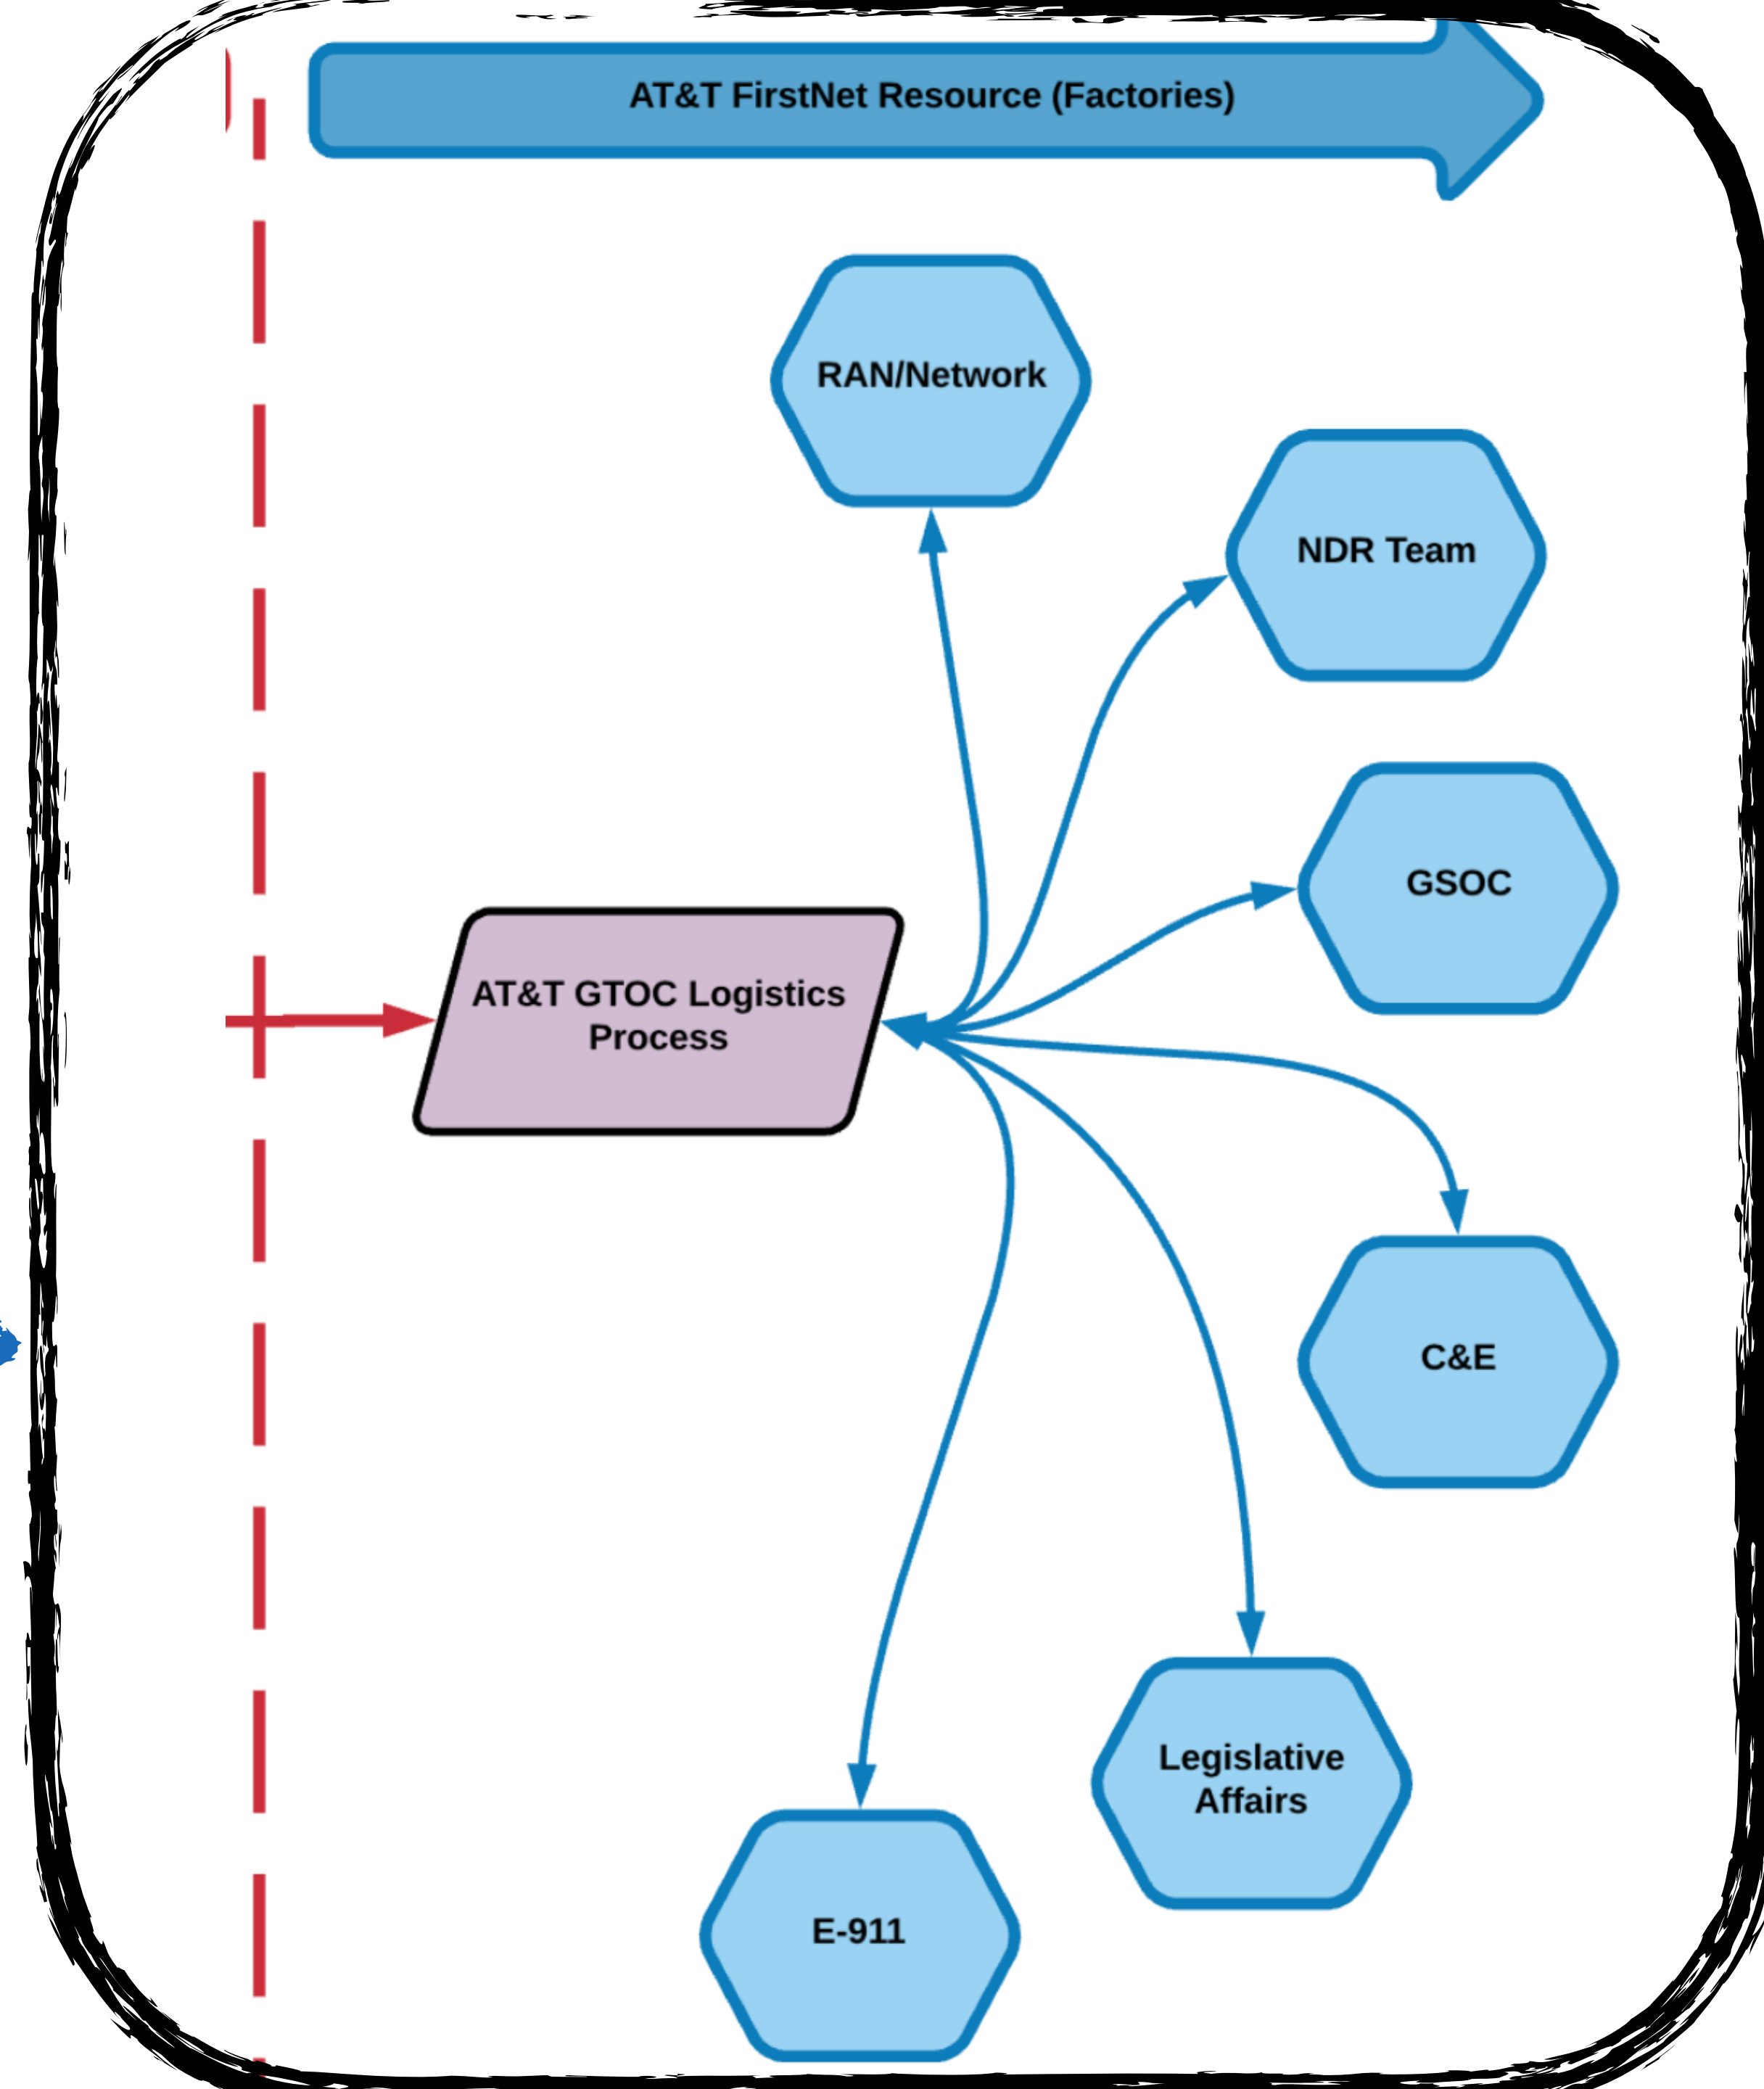 AT&T FirstNet Resource (Factories)
RAN/Network
NDR Team
GSOC
AT&T GTOC Logistics
Process
C&E
Legislative
Affairs
E-911